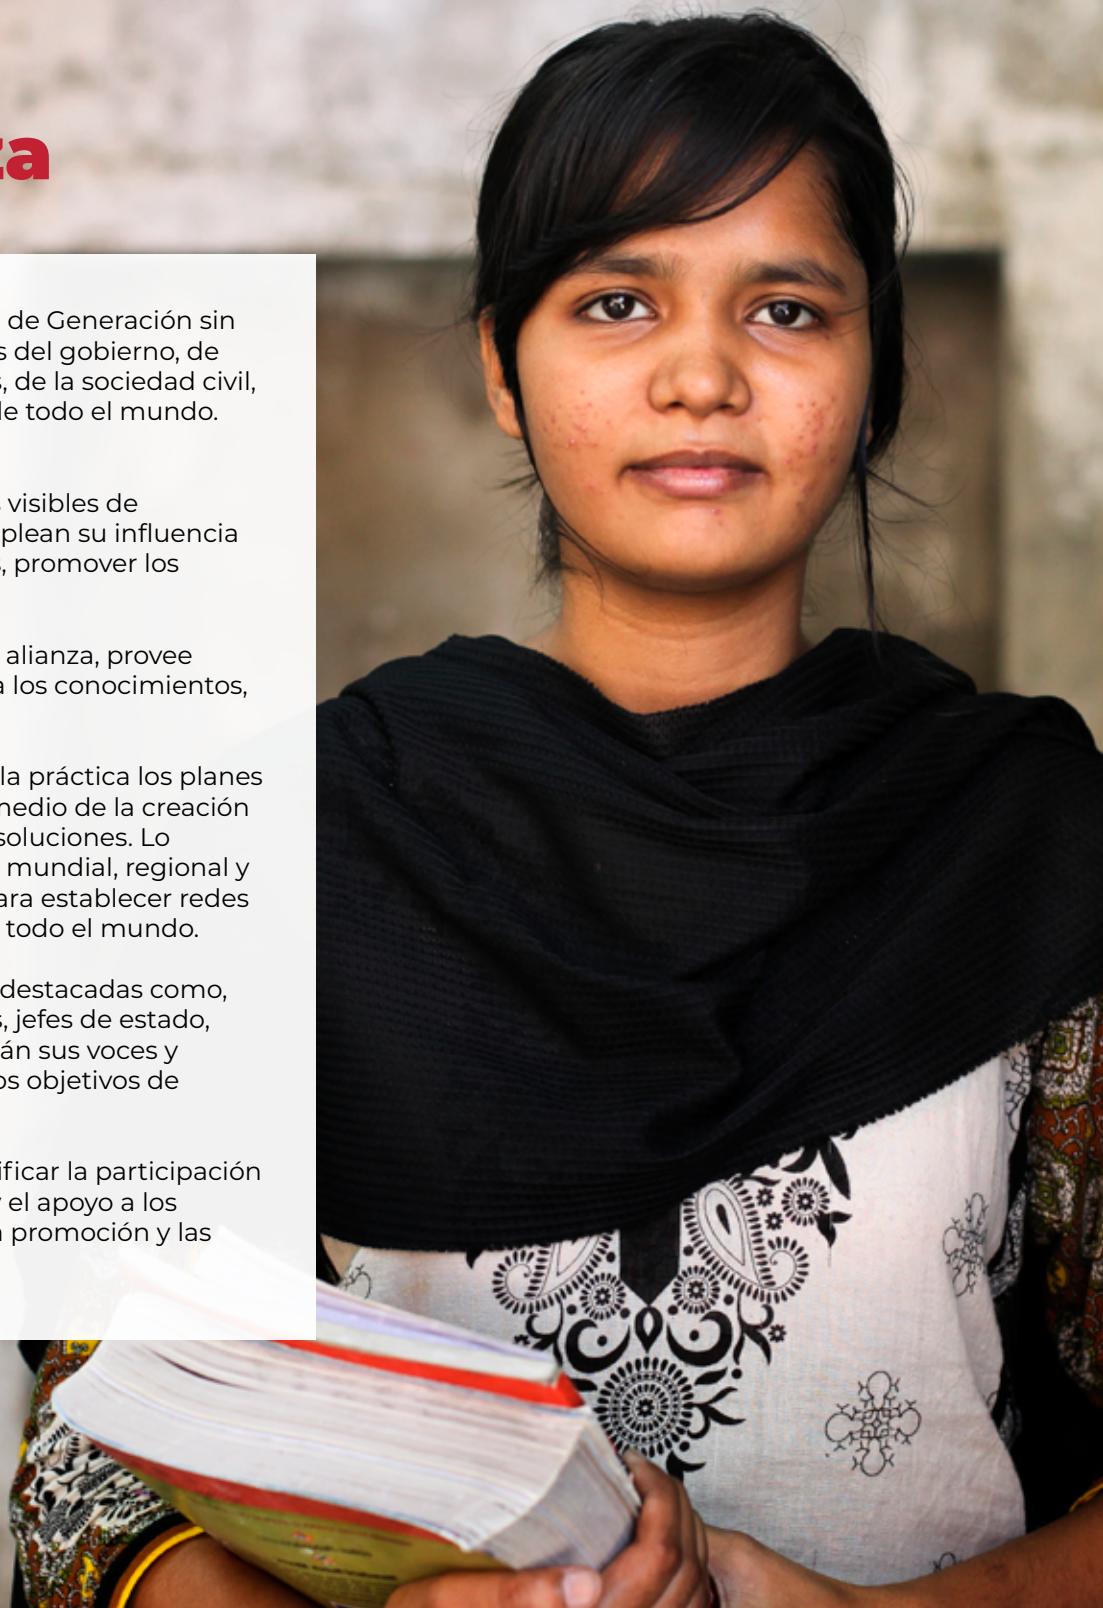 za
de Generación sin
s del gobierno, de
s, de la sociedad civil,
de todo el mundo.
s visibles de
plean su influencia
s, promover los
alianza, provee
a los conocimientos,
la práctica los planes
medio de la creación
soluciones. Lo
mundial, regional y
ara establecer redes
todo el mundo.
destacadas como,
s, jefes de estado,
án sus voces y
os objetivos de
ificar la participación
y el apoyo a los
a promoción y las